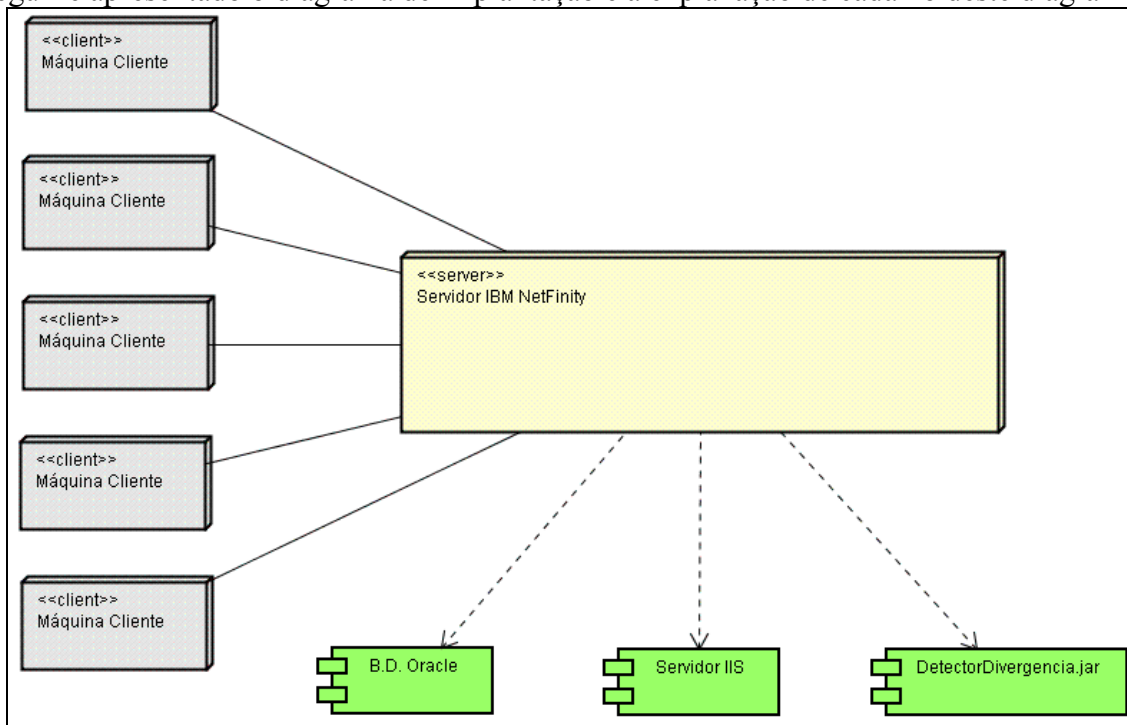 <<client>>
Máquina Cliente
<<client>>
Máquina Cliente
<<client>>
Máquina Cliente
<<client>>
Máquina Cliente
<<client>>
Máquina Cliente
<<server>>
Servidor IBM NetFinity
B.D. Oracle
Servidor IIS
DetectorDivergencia.jar